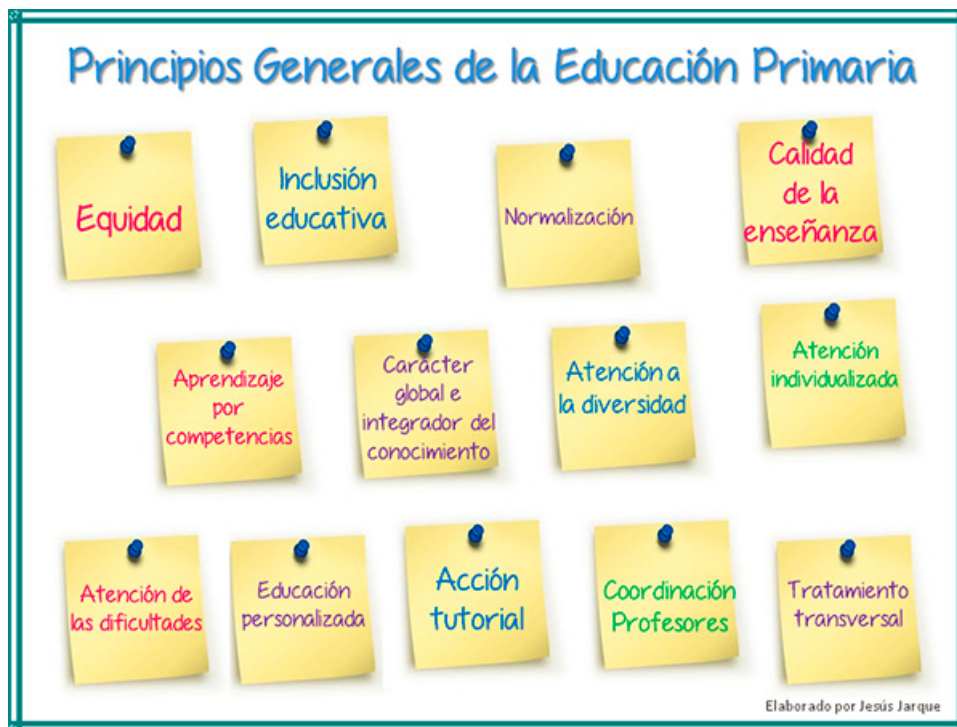 Principios Generales de la Educación Primaria
Equidad
Inclusión
educativa
Normalización
Calidad
de la
enseñanza
Aprendizaje
por
competencias
Carácter
global e
integrador del
conocimiento
Atención a
la diversidad
Atención
individualizada
Atención de
las dificultades
Educación
personalizada
Acción
tutorial
Coordinación
Profesores
Tratamiento
transversal
Elaborado por Jesús Jarque